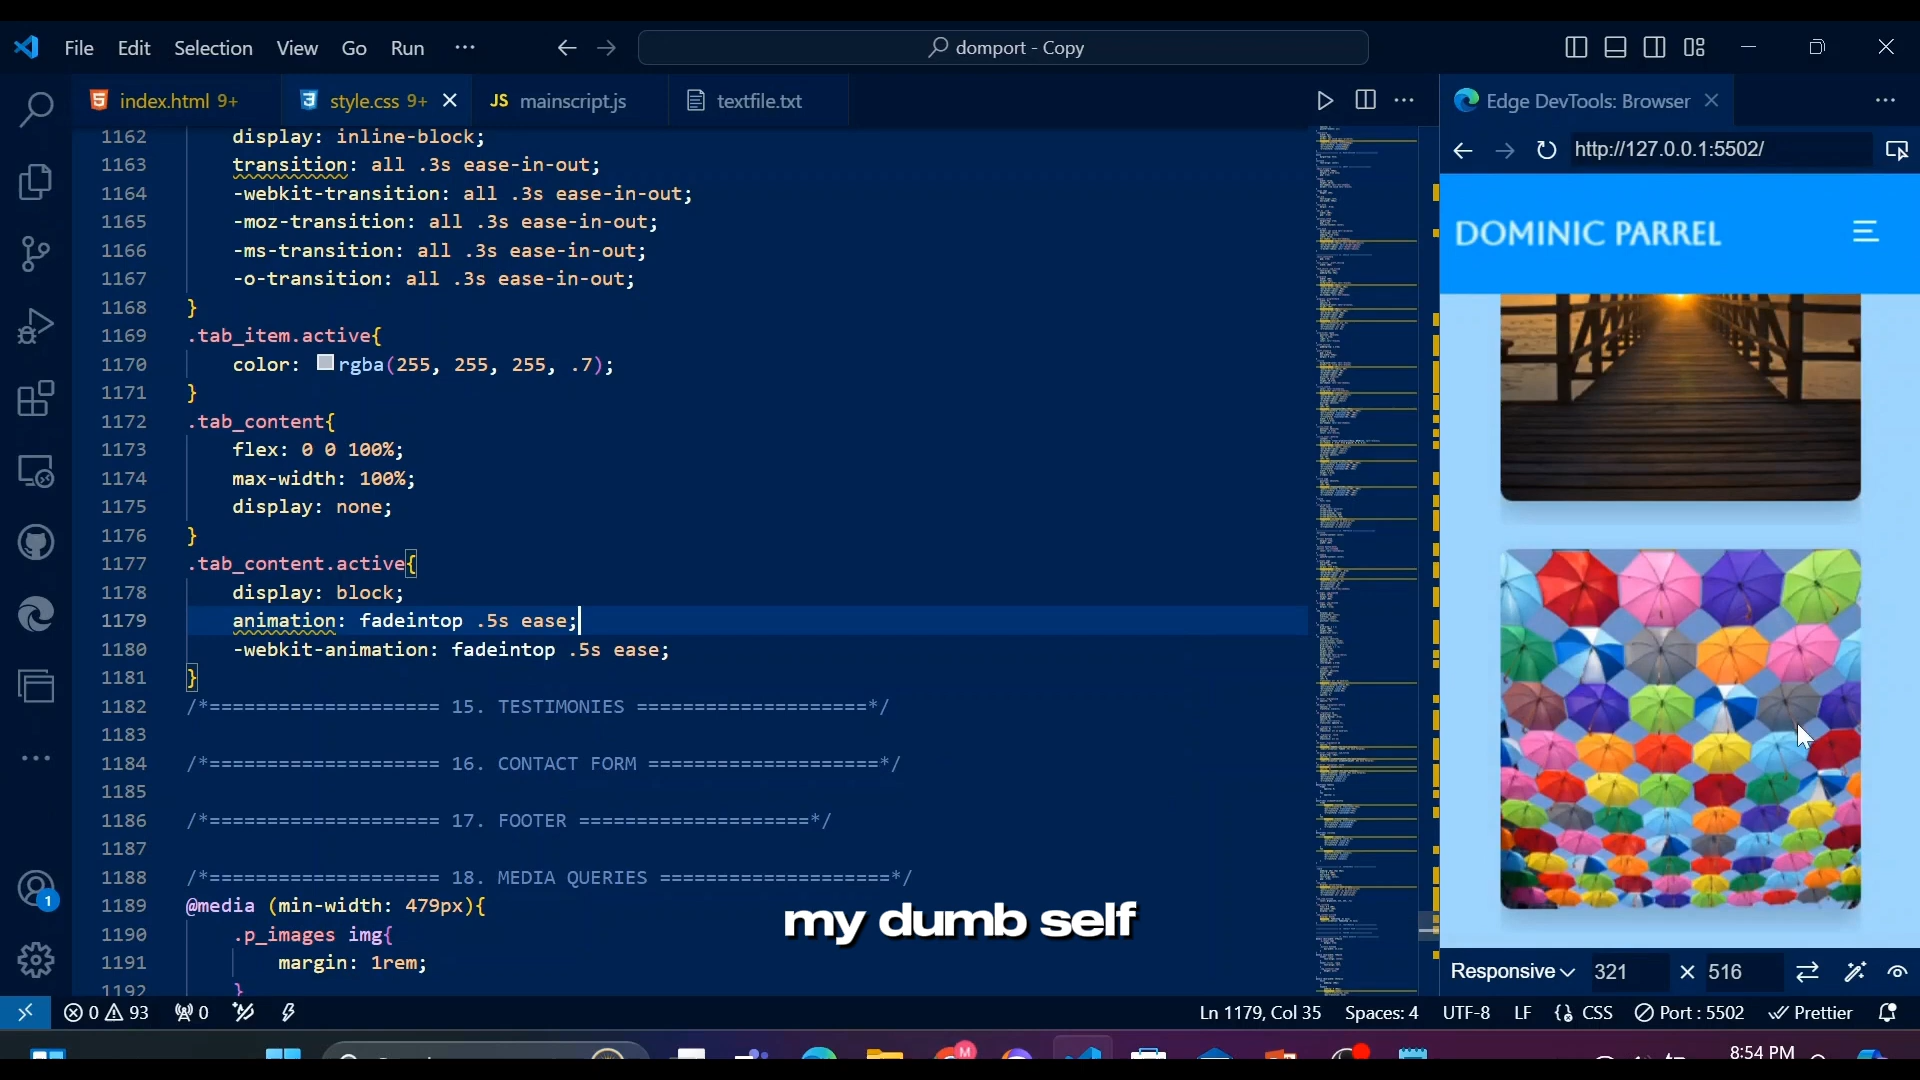 File Edit Selection View Go Run ··· domport - Copy
index.html 9+ style.css 9+ JS mainscript.js textfile.txt
Edge DevTools: Browser
http://127.0.0.1:5502/
1162 display: inline-block;
1163 transition: all .3s ease-in-out;
1164 -webkit-transition: all .3s ease-in-out;
1165 -moz-transition: all .3s ease-in-out;
1166 -ms-transition: all .3s ease-in-out;
1167 -o-transition: all .3s ease-in-out;
1168 }
1169 .tab_item.active{
1170 color: rgba(255, 255, 255, .7);
1171 }
1172 .tab_content{
1173 flex: 0 0 100%;
1174 max-width: 100%;
1175 display: none;
1176 }
1177 .tab_content.active{
1178 display: block;
1179 animation: fadeintop .5s ease;
1180 -webkit-animation: fadeintop .5s ease;
1181 }
1182 /*==================== 15. TESTIMONIES ====================*/
1183
1184 /*==================== 16. CONTACT FORM ====================*/
1185
1186 /*==================== 17. FOOTER ====================*/
1187
1188 /*==================== 18. MEDIA QUERIES ====================*/
1189 @media (min-width: 479px){
1190 .p_images img{
1191 margin: 1rem;
1192 }
DOMINIC PARREL
my dumb self
Responsive 321 × 516
1
0 93 0 Ln 1179, Col 35 Spaces: 4 UTF-8 LF CSS Port : 5502 Prettier
M
8:54 PM